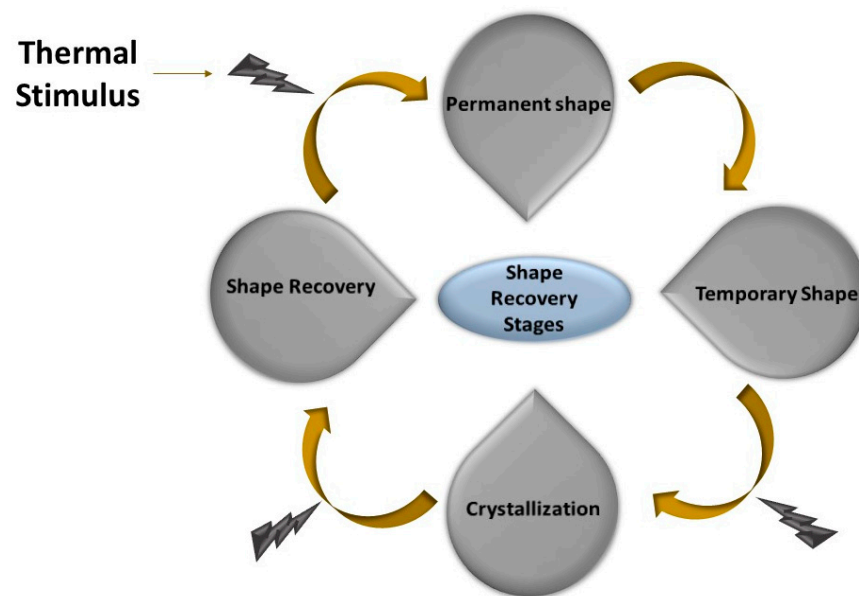 Thermal
Stimulus
Permanent shape
Shape Recovery
Shape
Recovery
Stages
Temporary Shape
Crystallization